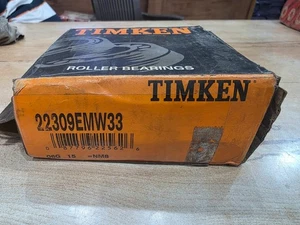 TIMKEN
ROLLER BEARINGS
TIMKEN
22309EMW33